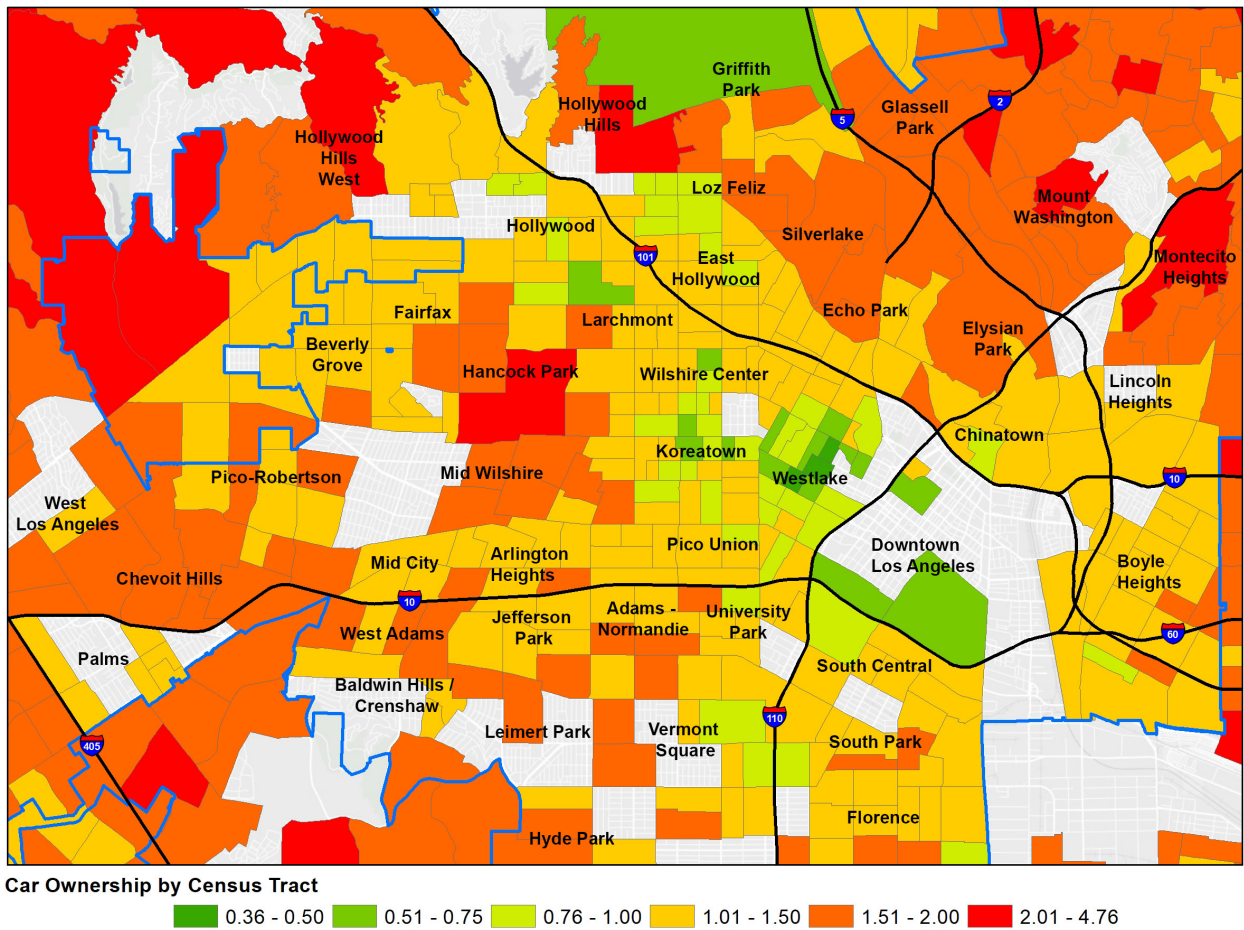 Griffith
Park
Hollywood
Hills
Glassell
Park
2
5
Hollywood
Hills
West
Loz Feliz
Mount
Washington
Hollywood
Silverlake
101
East
Hollywood
Montecito
Heights
Fairfax
Larchmont
Echo Park
Elysian
Park
Beverly
Grove
Hancock Park
Wilshire Center
Lincoln
Heights
Chinatown
Koreatown
Pico-Robertson
Mid Wilshire
Westlake
10
West
Los Angeles
Pico Union
Downtown
Los Angeles
Mid City
Arlington
Heights
Boyle
Heights
Chevoit Hills
10
Jefferson
Park
Adams -
Normandie
University
Park
West Adams
60
Palms
South Central
Baldwin Hills /
Crenshaw
Leimert Park
Vermont
Square
110
405
South Park
Florence
Hyde Park
Car Ownership by Census Tract
0.36 - 0.50
0.51 - 0.75
0.76 - 1.00
1.01 - 1.50
1.51 - 2.00
2.01 - 4.76